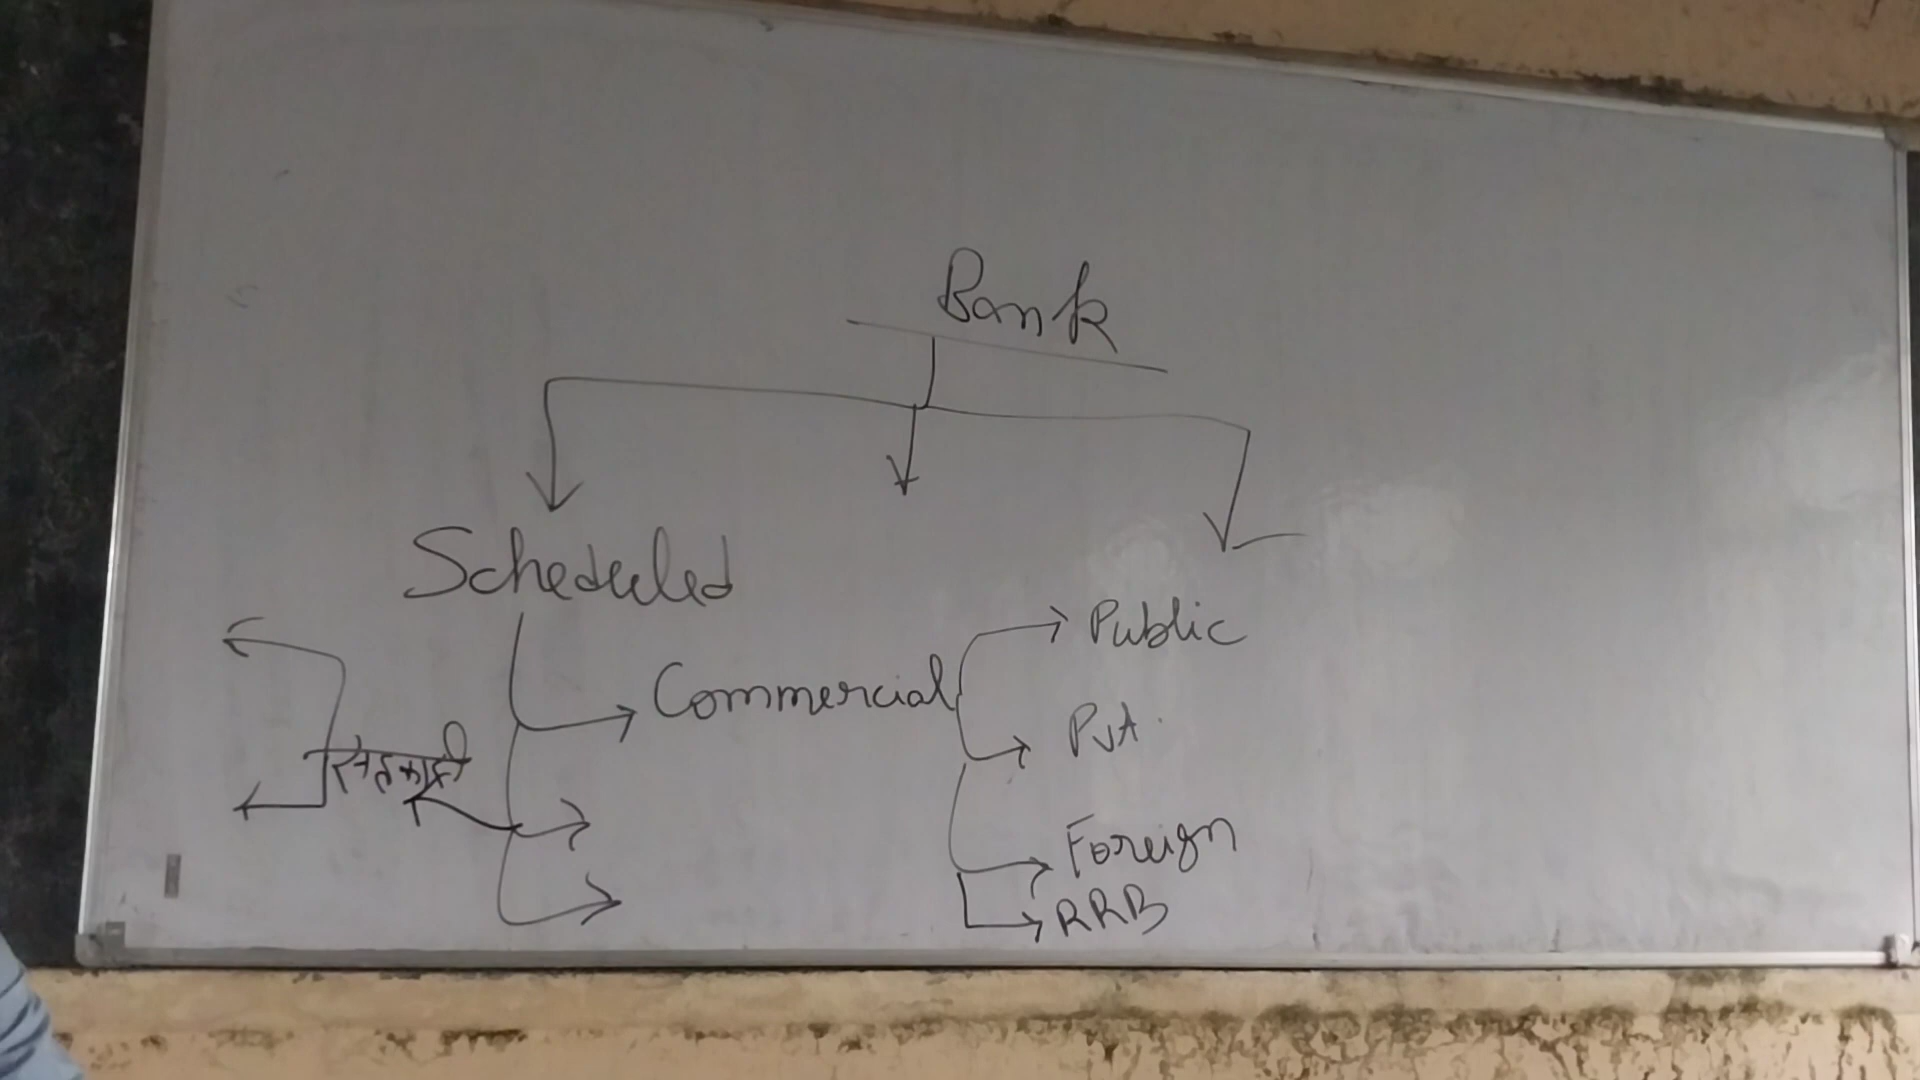 Bank
Scheduled
Commercial
Public
Pvt.
सहकारी
Foreign
RRB